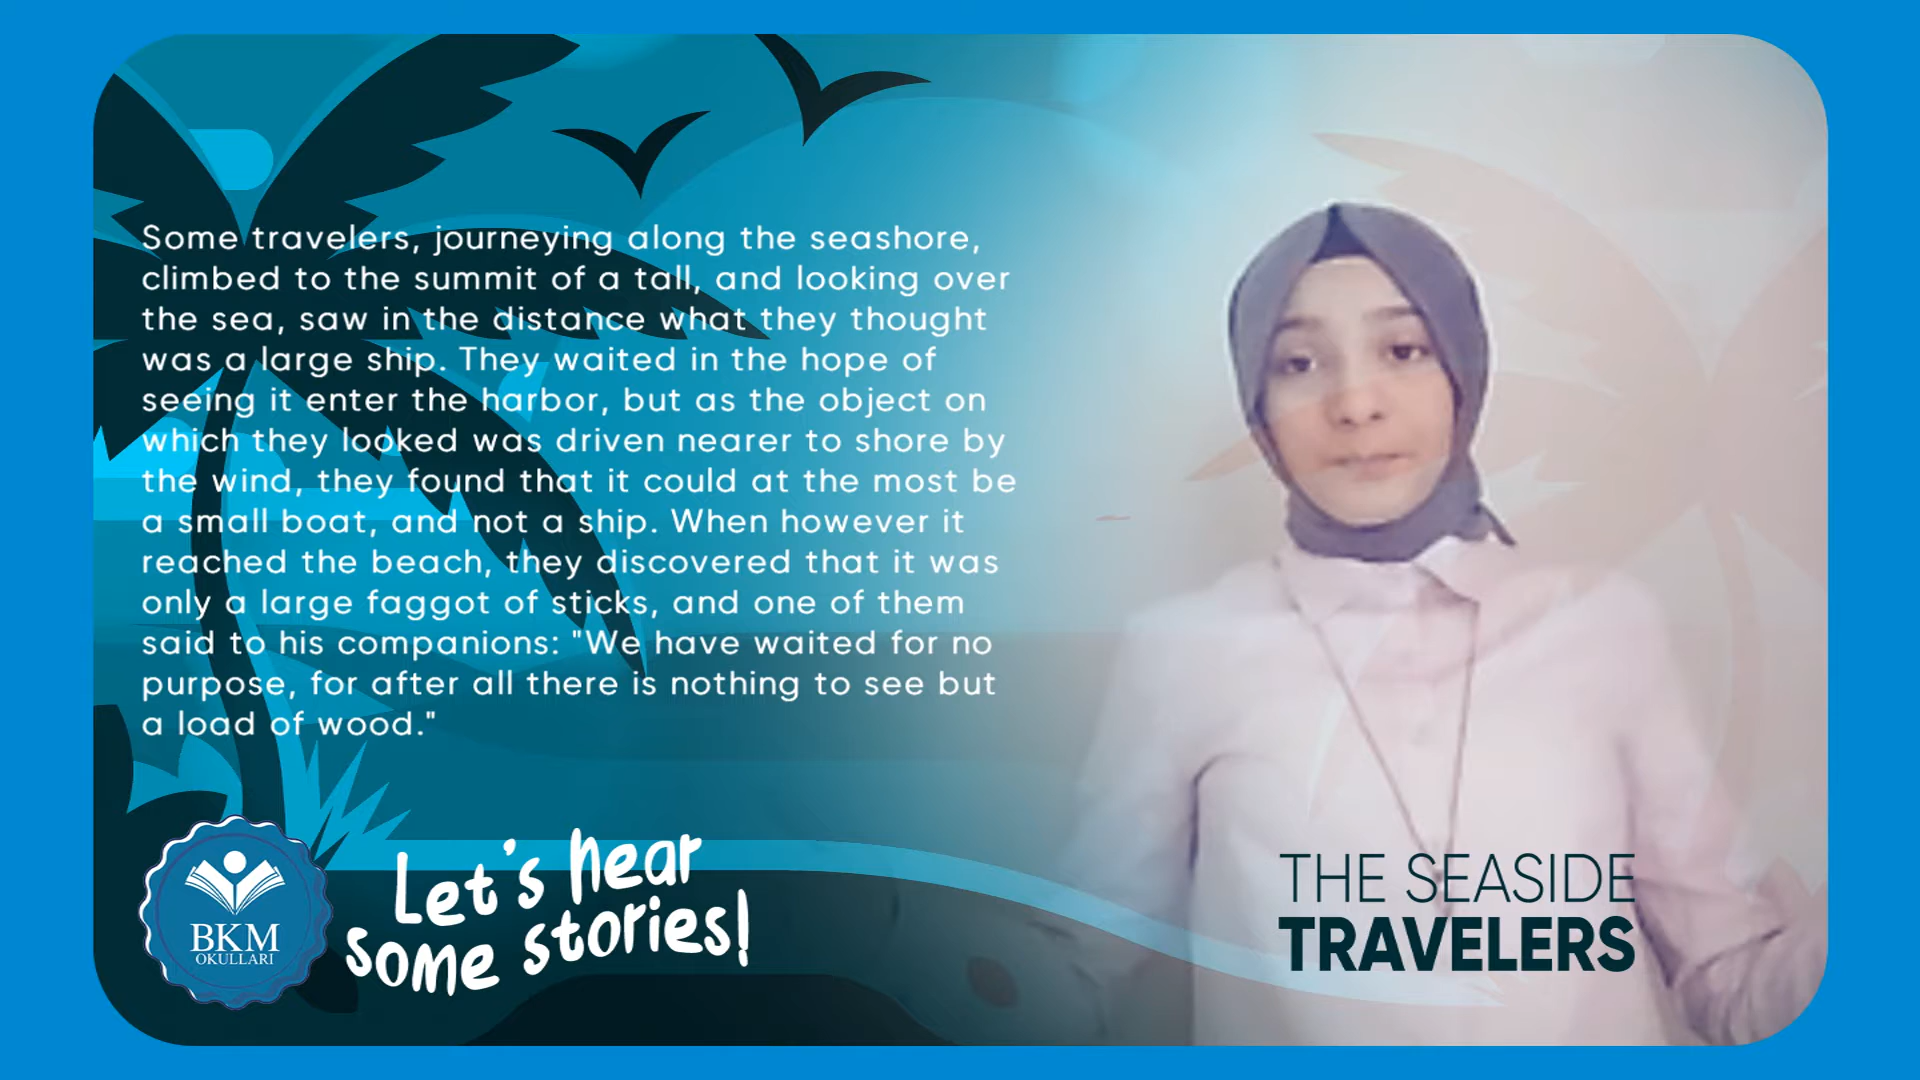 Some travelers, journeying along the seashore,
climbed to the summit of a tall, and looking over
the sea, saw in the distance what they thought
was a large ship. They waited in the hope of
seeing it enter the harbor, but as the object on
which they looked was driven nearer to shore by
the wind, they found that it could at the most be
a small boat, and not a ship. When however it
reached the beach, they discovered that it was
only a large faggot of sticks, and one of them
said to his companions: "We have waited for no
purpose, for after all there is nothing to see but
a load of wood."
BKM
OKULLARI
Let's hear
some stories!
THE SEASIDE
TRAVELERS